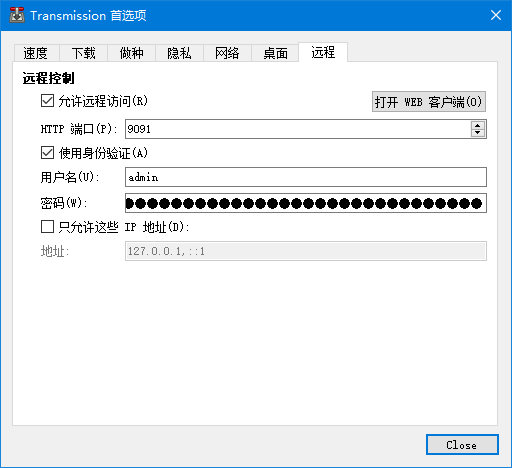 Transmission 首选项
速度 下载 做种 隐私 网络 桌面 远程
远程控制
允许远程访问(R) 打开 WEB 客户端(O)
HTTP 端口(P): 9091
使用身份验证(A)
用户名(U): admin
密码(W): ●●●●●●●●●●●●●●●●●●●●●●●●●●●●●●
只允许这些 IP 地址(D):
地址: 127.0.0.1,::1
Close